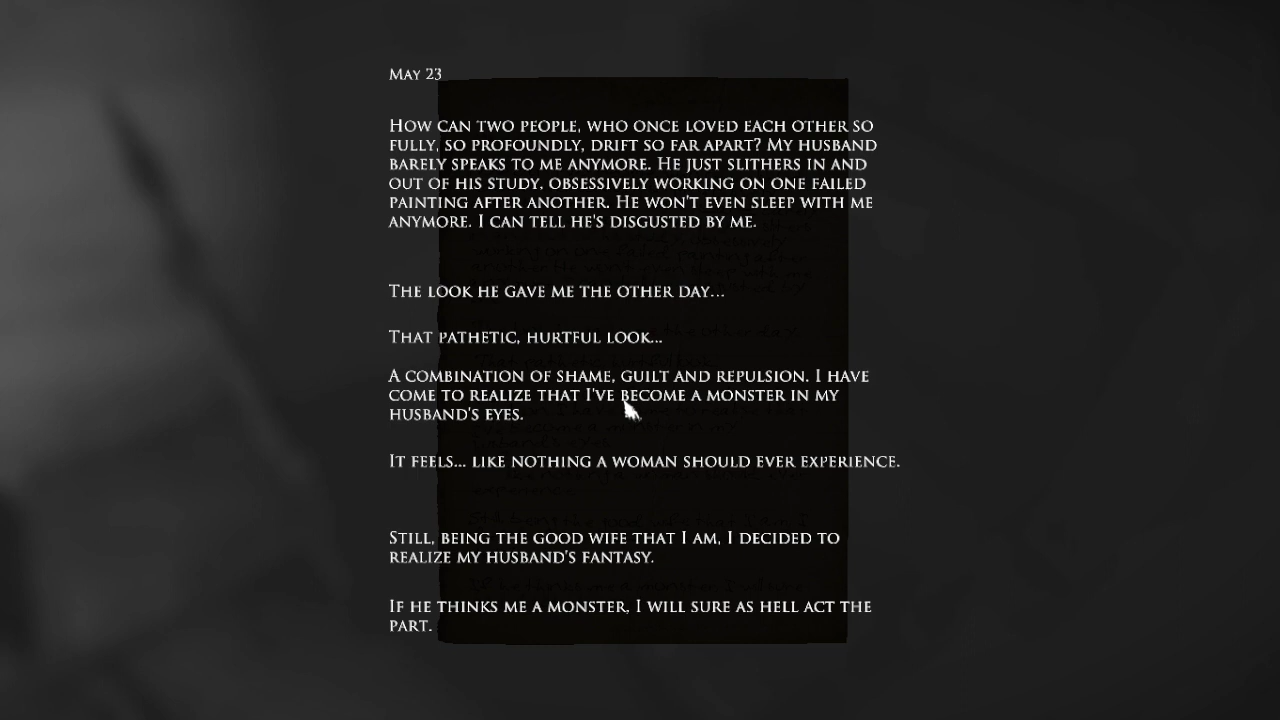 May 23
How can two people, who once loved each other so
fully, so profoundly, drift so far apart? My husband
barely speaks to me anymore. He just slithers in and
out of his study, obsessively working on one failed
painting after another. He won't even sleep with me
anymore. I can tell he's disgusted by me.
The look he gave me the other day...
That pathetic, hurtful look...
A combination of shame, guilt and repulsion. I have
come to realize that I've become a monster in my
husband's eyes.
It feels... like nothing a woman should ever experience.
Still, being the good wife that I am, I decided to
realize my husband's fantasy.
If he thinks me a monster, I will sure as hell act the
part.